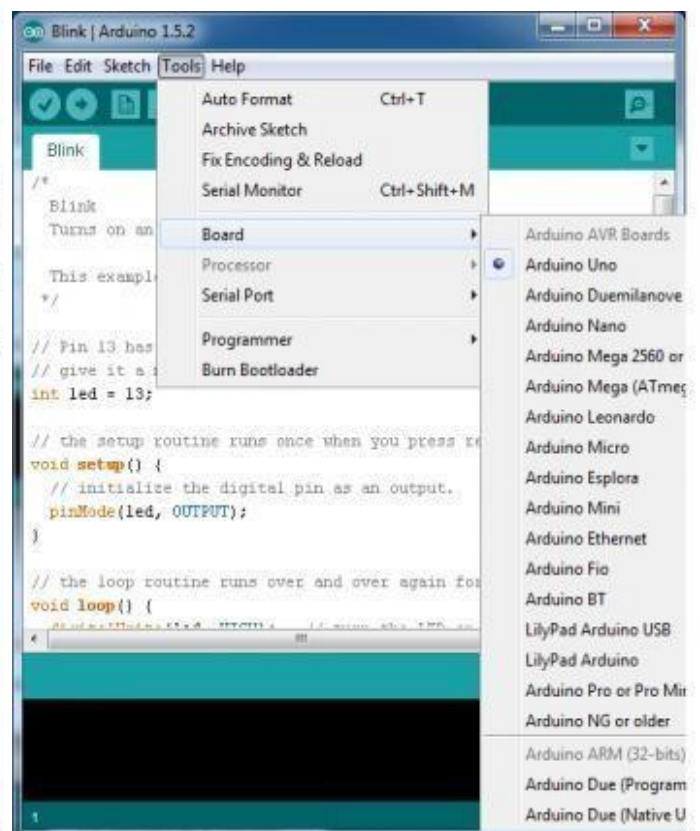 Blink | Arduino 1.5.2
File Edit Sketch Tools Help
Auto Format Ctrl+T
Archive Sketch
Fix Encoding & Reload
Serial Monitor Ctrl+Shift+M
Board
Processor
Serial Port
Programmer
Burn Bootloader
Arduino AVR Boards
Arduino Uno
Arduino Duemilanove
Arduino Nano
Arduino Mega 2560 or
Arduino Mega (ATmeg
Arduino Leonardo
Arduino Micro
Arduino Esplora
Arduino Mini
Arduino Ethernet
Arduino Fio
Arduino BT
LilyPad Arduino USB
LilyPad Arduino
Arduino Pro or Pro Mi
Arduino NG or older
Arduino ARM (32-bits)
Arduino Due (Program
Arduino Due (Native U
Blink
/*
Blink
Turns on an
This exampl
*/
// Pin 13 has
// give it a
int led = 13;
// the setup routine runs once when you press re
void setup() {
// initialize the digital pin as an output.
pinMode(led, OUTPUT);
}
// the loop routine runs over and over again for
void loop() {
1